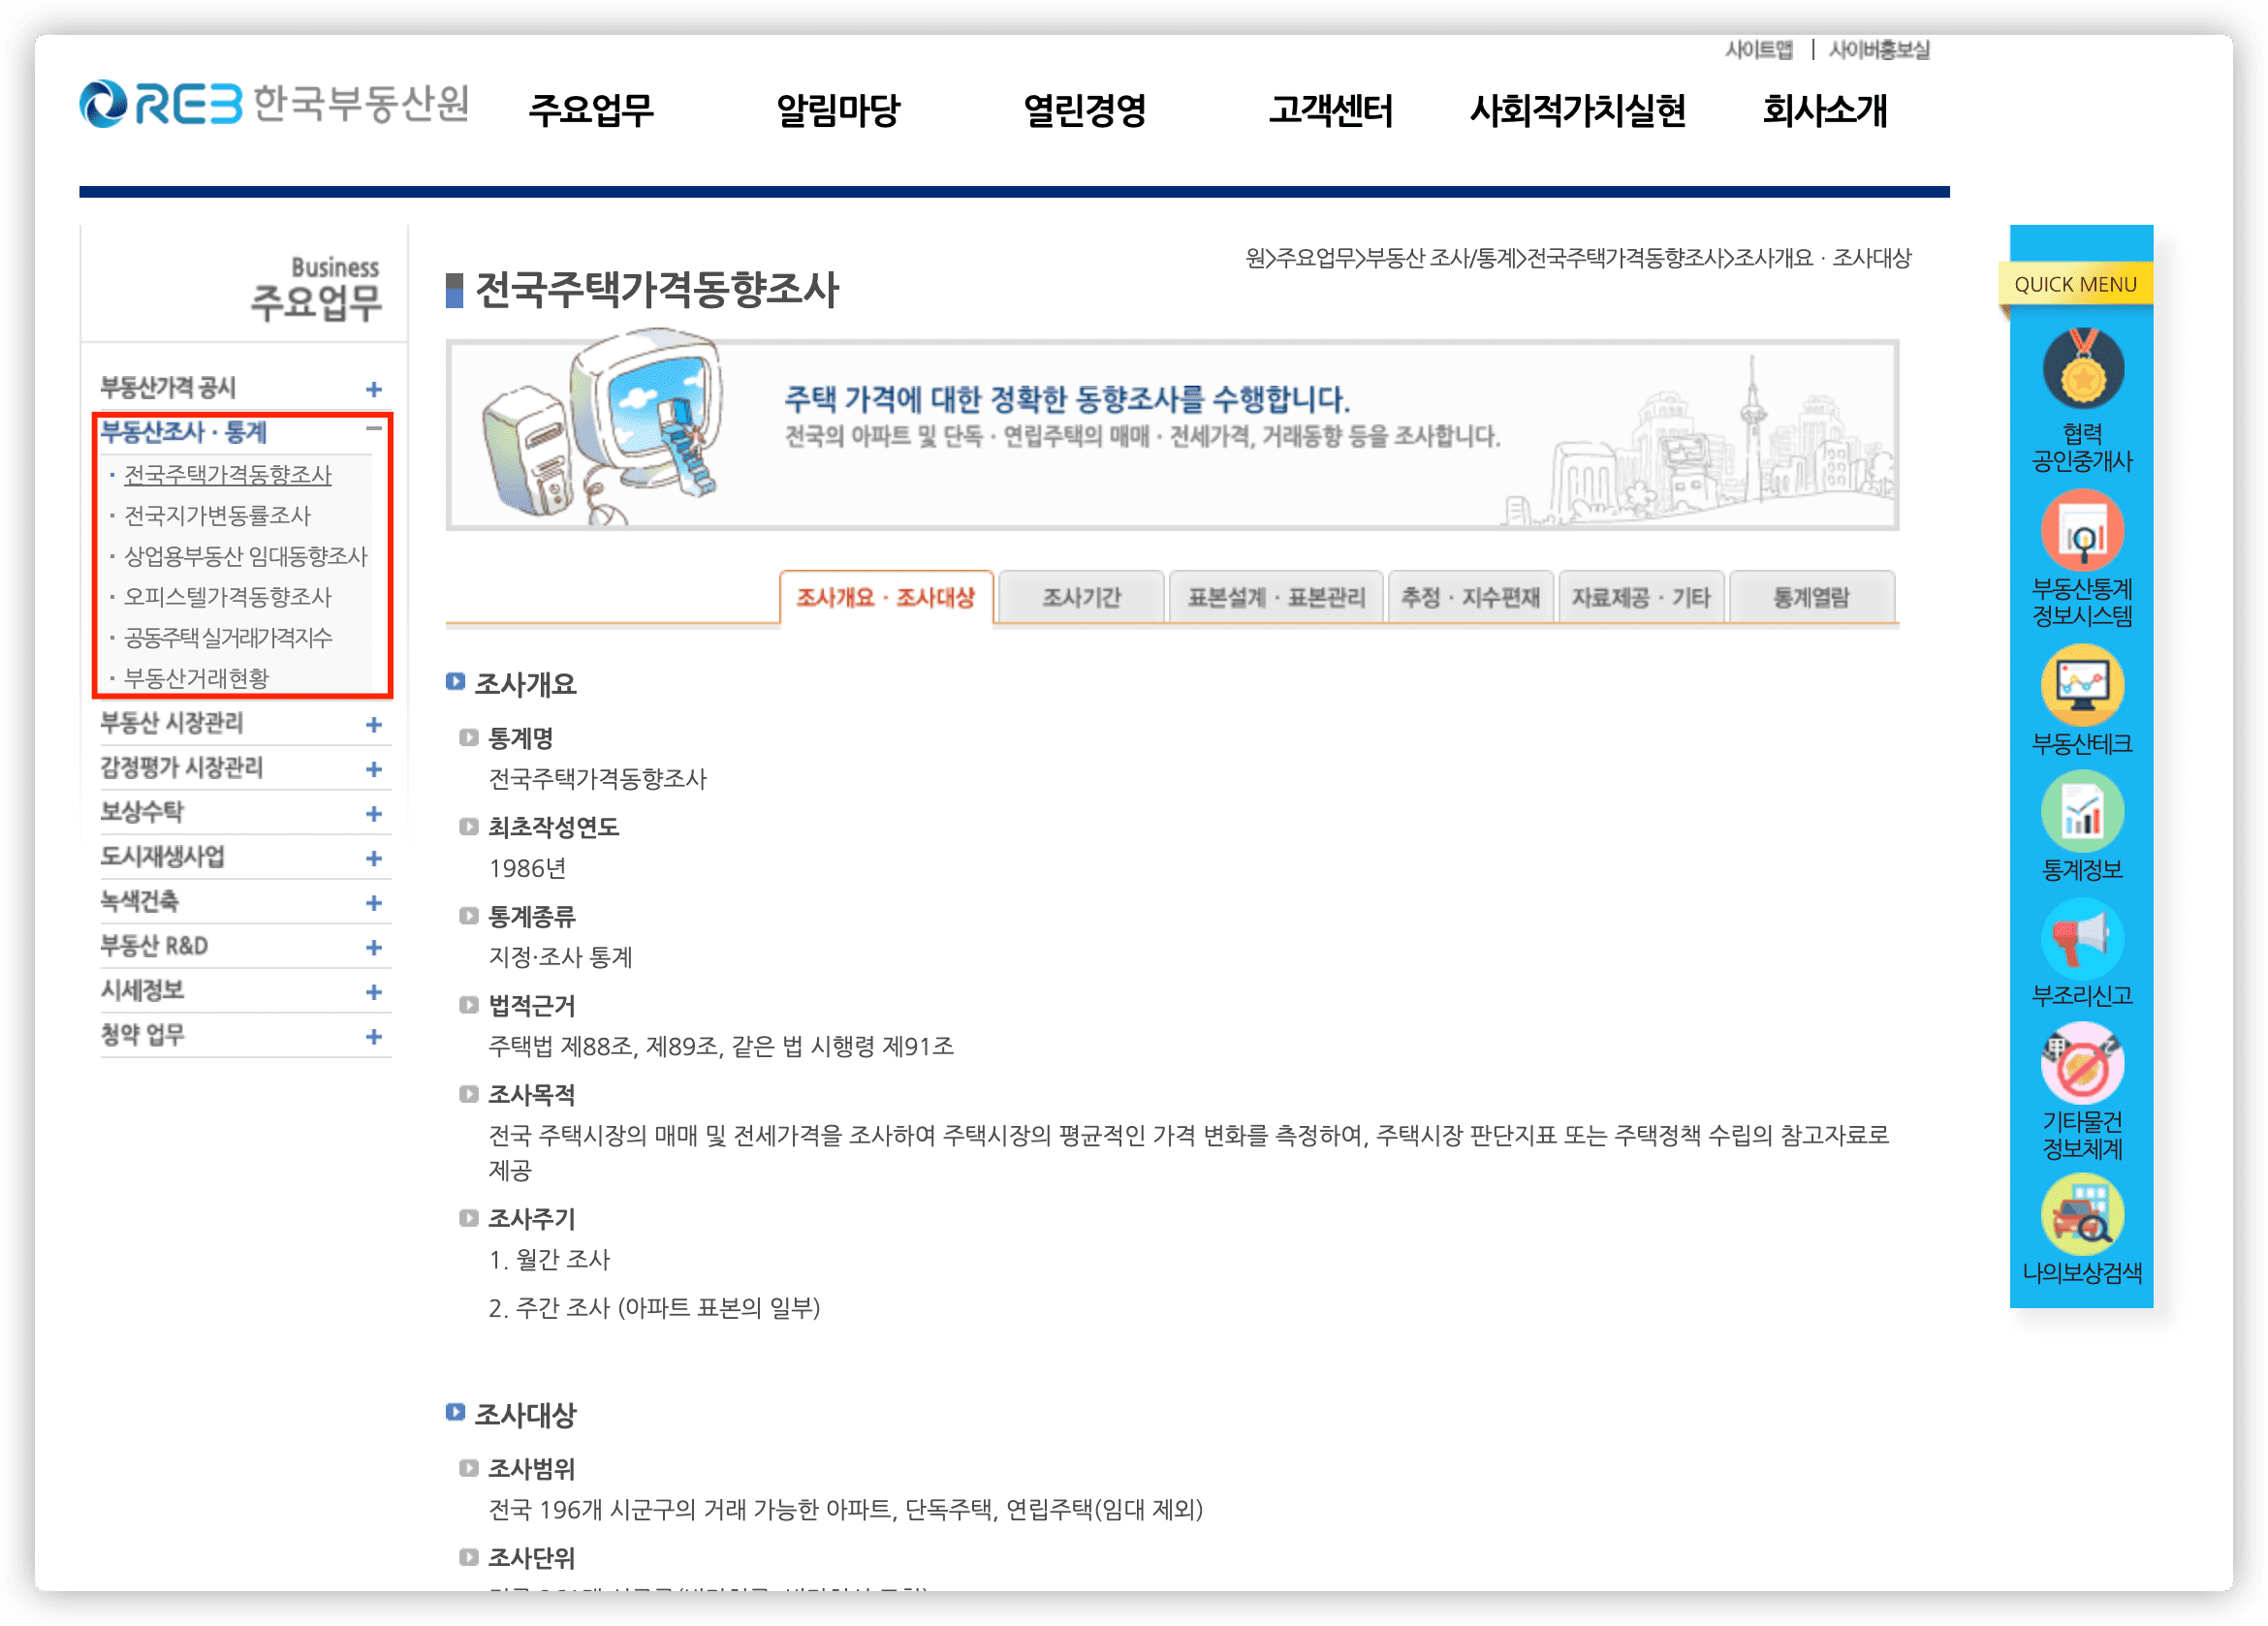 사이트맵 | 사이버홍보실
REB 한국부동산원
주요업무 알림마당 열린경영 고객센터 사회적가치실현 회사소개
Business
주요업무
부동산가격 공시 +
부동산조사 · 통계 −
· 전국주택가격동향조사
· 전국지가변동률조사
· 상업용부동산 임대동향조사
· 오피스텔가격동향조사
· 공동주택 실거래가격지수
· 부동산거래현황
부동산 시장관리 +
감정평가 시장관리 +
보상수탁 +
도시재생사업 +
녹색건축 +
부동산 R&D +
시세정보 +
청약 업무 +
원>주요업무>부동산 조사/통계>전국주택가격동향조사>조사개요 · 조사대상
전국주택가격동향조사
주택 가격에 대한 정확한 동향조사를 수행합니다.
전국의 아파트 및 단독 · 연립주택의 매매 · 전세가격, 거래동향 등을 조사합니다.
조사개요 · 조사대상 조사기간 표본설계 · 표본관리 추정 · 지수편재 자료제공 · 기타 통계열람
조사개요
통계명
전국주택가격동향조사
최초작성연도
1986년
통계종류
지정·조사 통계
법적근거
주택법 제88조, 제89조, 같은 법 시행령 제91조
조사목적
전국 주택시장의 매매 및 전세가격을 조사하여 주택시장의 평균적인 가격 변화를 측정하여, 주택시장 판단지표 또는 주택정책 수립의 참고자료로
제공
조사주기
1. 월간 조사
2. 주간 조사 (아파트 표본의 일부)
조사대상
조사범위
전국 196개 시군구의 거래 가능한 아파트, 단독주택, 연립주택(임대 제외)
조사단위
QUICK MENU
협력
공인중개사
부동산통계
정보시스템
부동산테크
통계정보
부조리신고
기타물건
정보체계
나의보상검색